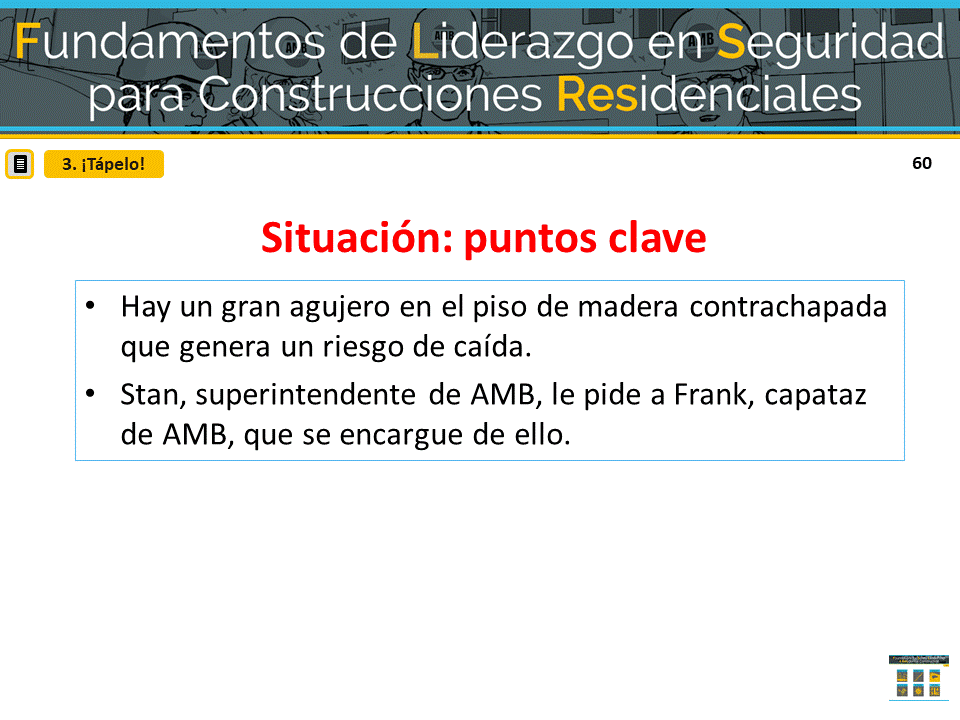 Fundamentos de Liderazgo en Seguridad
para Construcciones Residenciales
3. ¡Tápelo!
60
Situación: puntos clave
• Hay un gran agujero en el piso de madera contrachapada
que genera un riesgo de caída.
• Stan, superintendente de AMB, le pide a Frank, capataz
de AMB, que se encargue de ello.